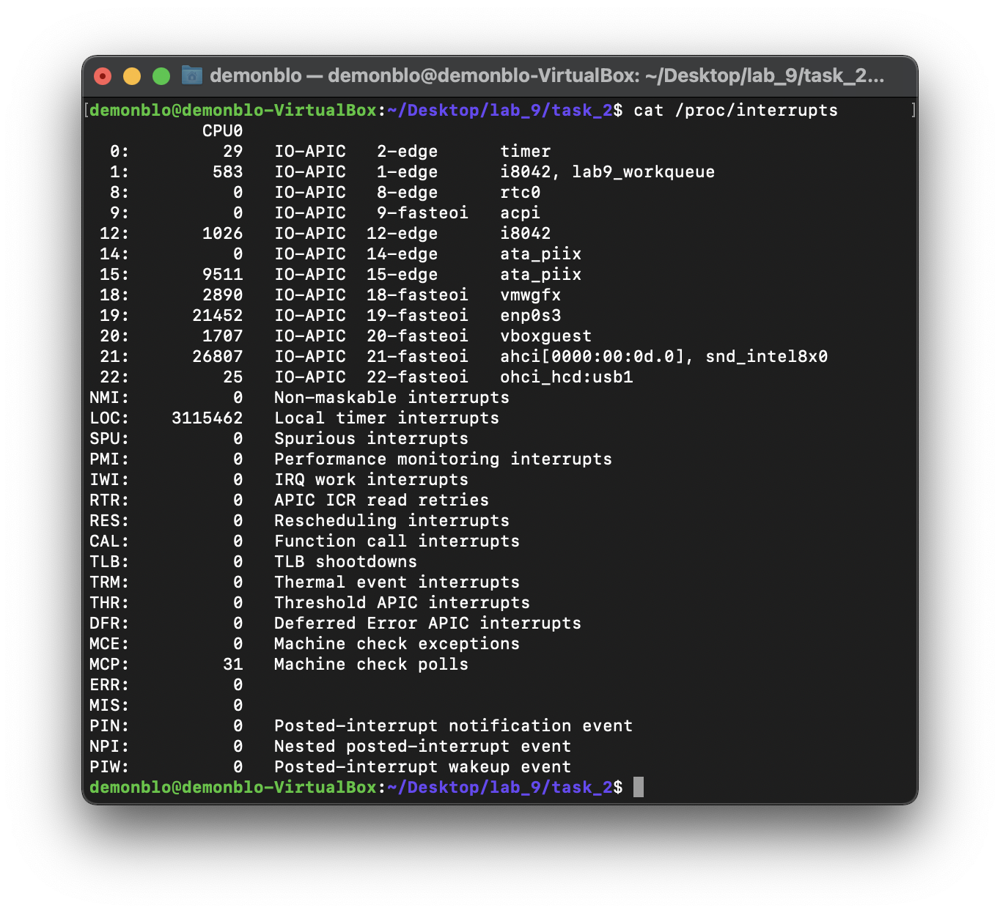 demonblo — demonblo@demonblo-VirtualBox: ~/Desktop/lab_9/task_2...
[demonblo@demonblo-VirtualBox:~/Desktop/lab_9/task_2$ cat /proc/interrupts ]
           CPU0
  0:         29   IO-APIC   2-edge      timer
  1:        583   IO-APIC   1-edge      i8042, lab9_workqueue
  8:          0   IO-APIC   8-edge      rtc0
  9:          0   IO-APIC   9-fasteoi   acpi
 12:       1026   IO-APIC  12-edge      i8042
 14:          0   IO-APIC  14-edge      ata_piix
 15:       9511   IO-APIC  15-edge      ata_piix
 18:       2890   IO-APIC  18-fasteoi   vmwgfx
 19:      21452   IO-APIC  19-fasteoi   enp0s3
 20:       1707   IO-APIC  20-fasteoi   vboxguest
 21:      26807   IO-APIC  21-fasteoi   ahci[0000:00:0d.0], snd_intel8x0
 22:         25   IO-APIC  22-fasteoi   ohci_hcd:usb1
NMI:          0   Non-maskable interrupts
LOC:    3115462   Local timer interrupts
SPU:          0   Spurious interrupts
PMI:          0   Performance monitoring interrupts
IWI:          0   IRQ work interrupts
RTR:          0   APIC ICR read retries
RES:          0   Rescheduling interrupts
CAL:          0   Function call interrupts
TLB:          0   TLB shootdowns
TRM:          0   Thermal event interrupts
THR:          0   Threshold APIC interrupts
DFR:          0   Deferred Error APIC interrupts
MCE:          0   Machine check exceptions
MCP:         31   Machine check polls
ERR:          0
MIS:          0
PIN:          0   Posted-interrupt notification event
NPI:          0   Nested posted-interrupt event
PIW:          0   Posted-interrupt wakeup event
demonblo@demonblo-VirtualBox:~/Desktop/lab_9/task_2$